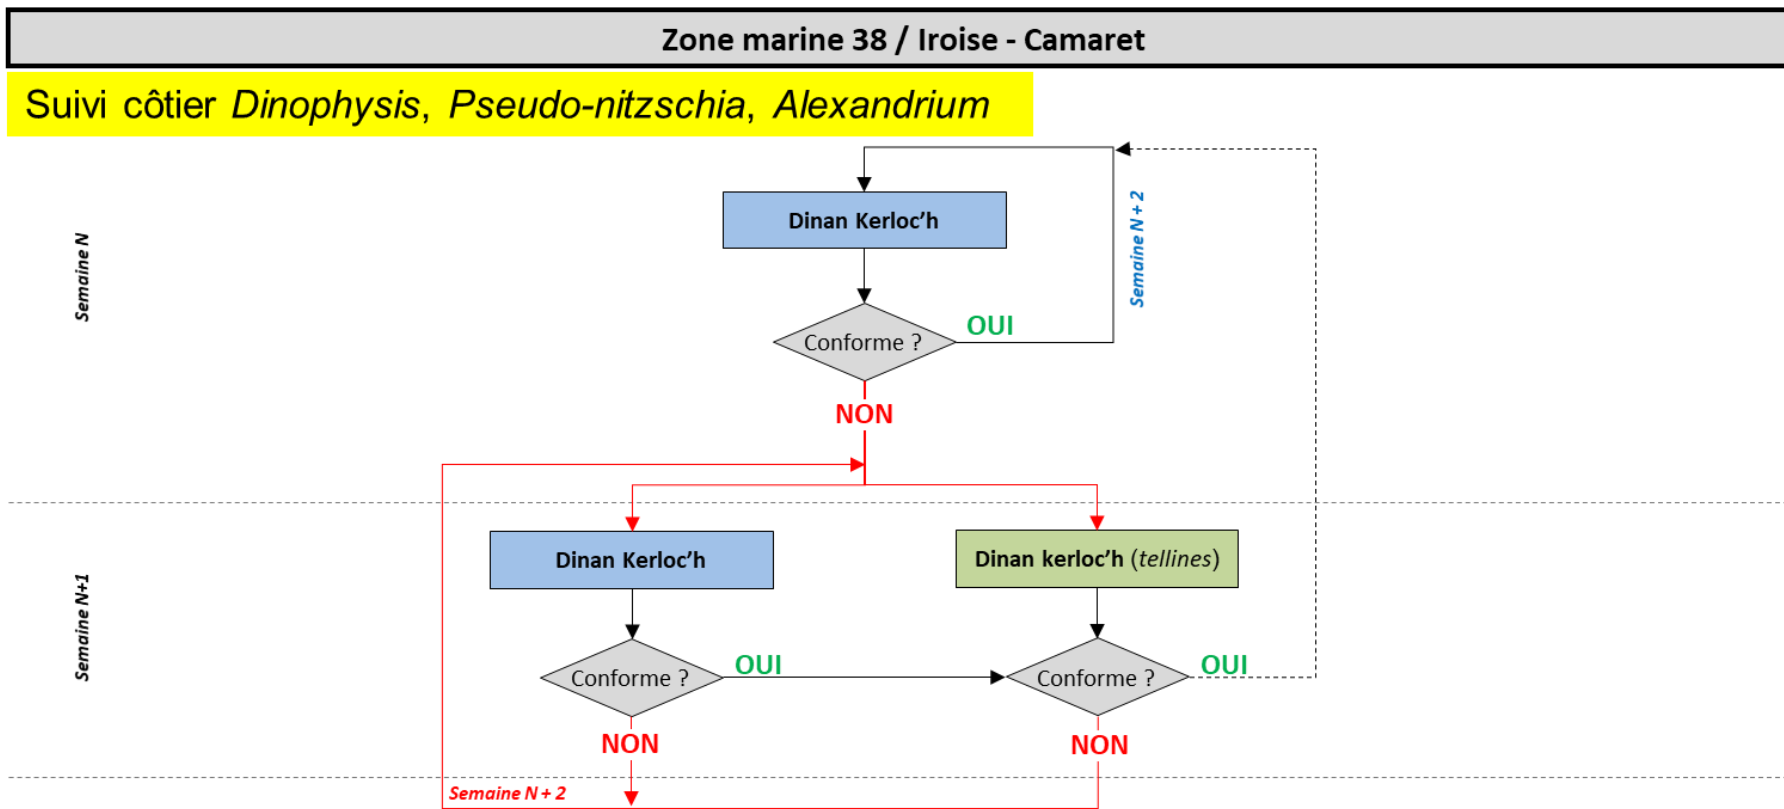 Zone marine 38 / Iroise - Camaret
Suivi côtier Dinophysis, Pseudo-nitzschia, Alexandrium
Semaine N
Dinan Kerloc’h
Semaine N + 2
Conforme ?
OUI
NON
Semaine N+1
Dinan Kerloc’h
Dinan kerloc’h (tellines)
Conforme ?
OUI
Conforme ?
OUI
NON
NON
Semaine N + 2